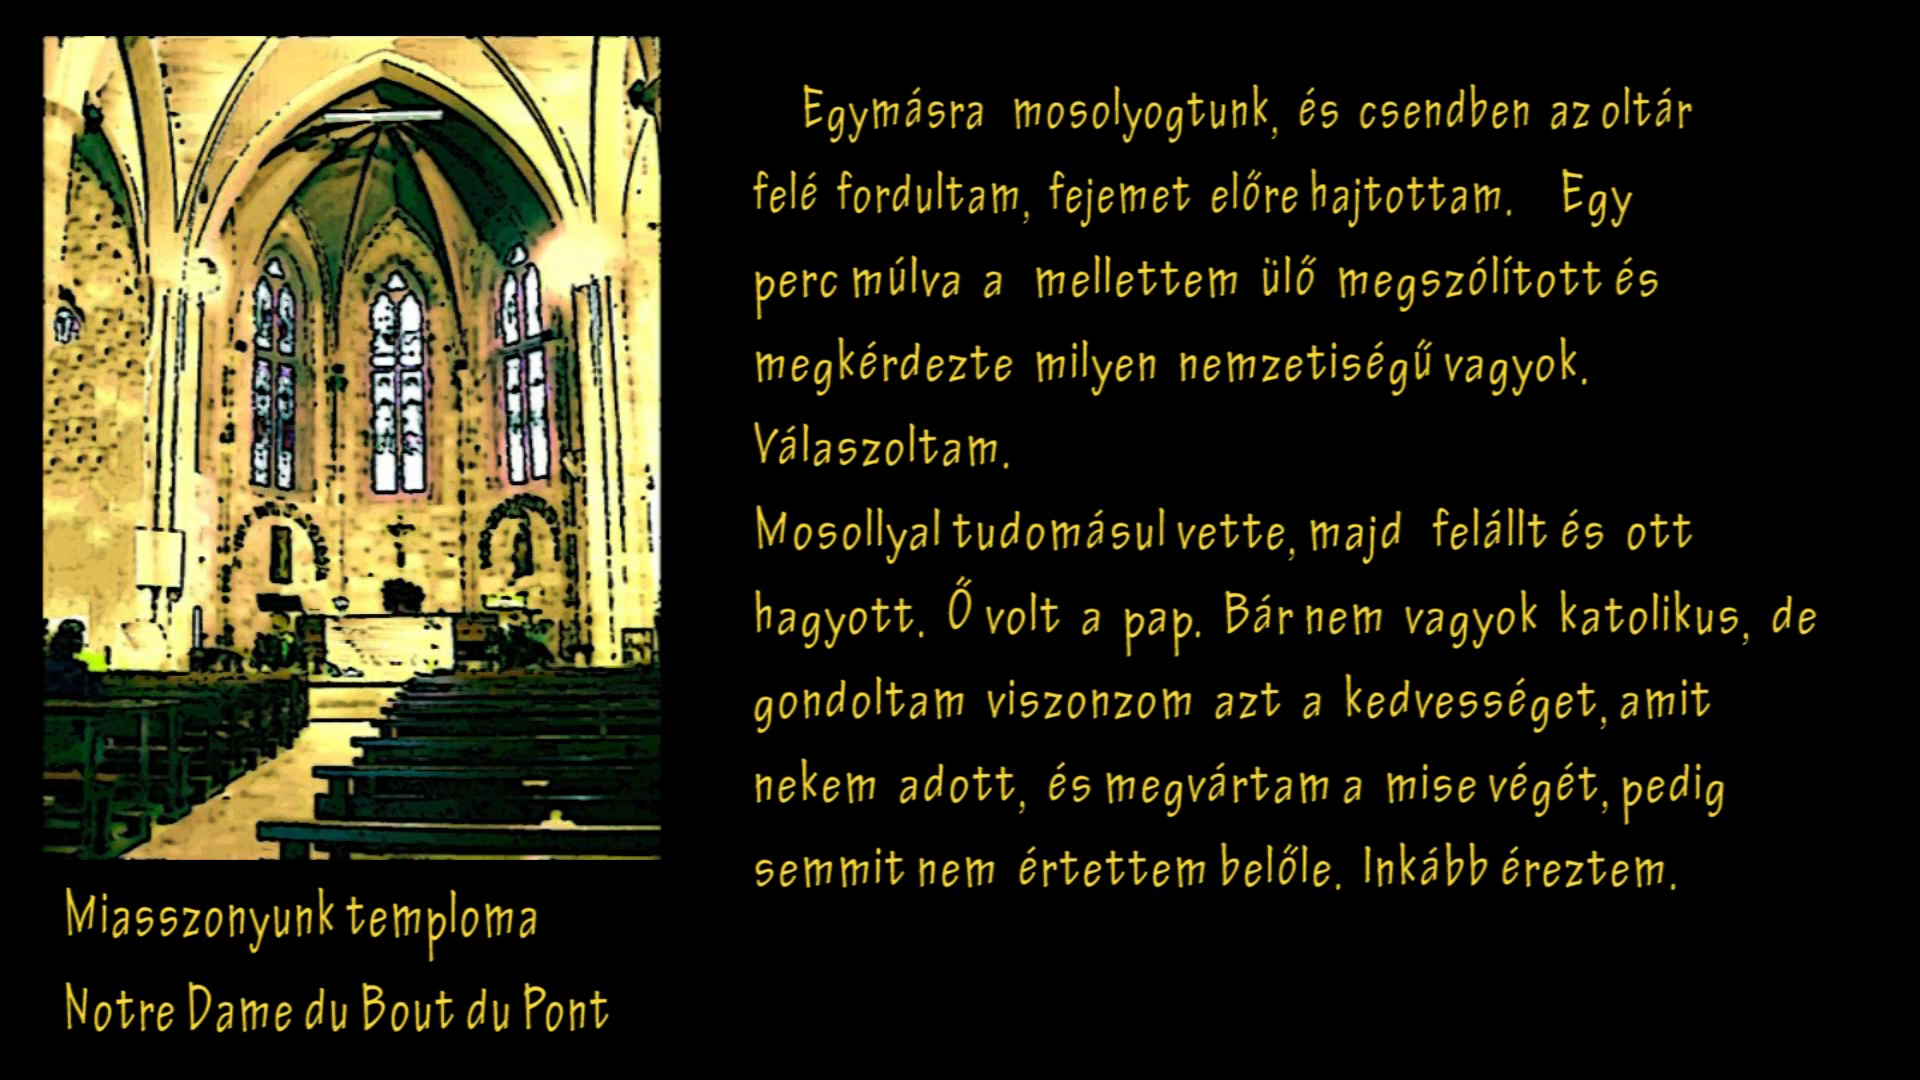 Egymásra mosolyogtunk, és csendben az oltár
felé fordultam, fejemet előre hajtottam. Egy
perc múlva a mellettem ülő megszólított és
megkérdezte milyen nemzetiségű vagyok.
Válaszoltam.
Mosollyal tudomásul vette, majd felállt és ott
hagyott. Ő volt a pap. Bár nem vagyok katolikus, de
gondoltam viszonzom azt a kedvességet, amit
nekem adott, és megvártam a mise végét, pedig
semmit nem értettem belőle. Inkább éreztem.
Miasszonyunk temploma
Notre Dame du Bout du Pont